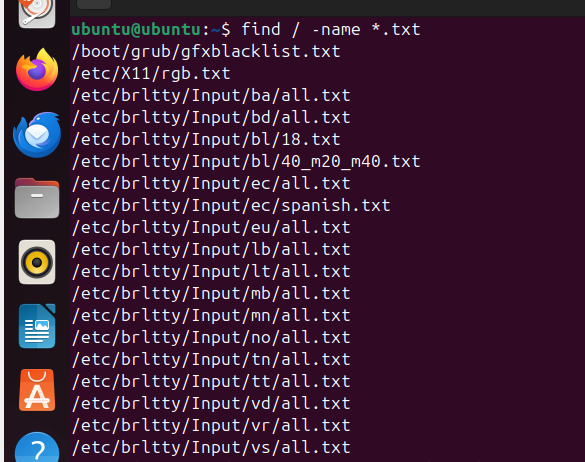 ubuntu@ubuntu:~$ find / -name *.txt
/boot/grub/gfxblacklist.txt
/etc/X11/rgb.txt
/etc/brltty/Input/ba/all.txt
/etc/brltty/Input/bd/all.txt
/etc/brltty/Input/bl/18.txt
/etc/brltty/Input/bl/40_m20_m40.txt
/etc/brltty/Input/ec/all.txt
/etc/brltty/Input/ec/spanish.txt
/etc/brltty/Input/eu/all.txt
/etc/brltty/Input/lb/all.txt
/etc/brltty/Input/lt/all.txt
/etc/brltty/Input/mb/all.txt
/etc/brltty/Input/mn/all.txt
/etc/brltty/Input/no/all.txt
/etc/brltty/Input/tn/all.txt
/etc/brltty/Input/tt/all.txt
/etc/brltty/Input/vd/all.txt
/etc/brltty/Input/vr/all.txt
/etc/brltty/Input/vs/all.txt